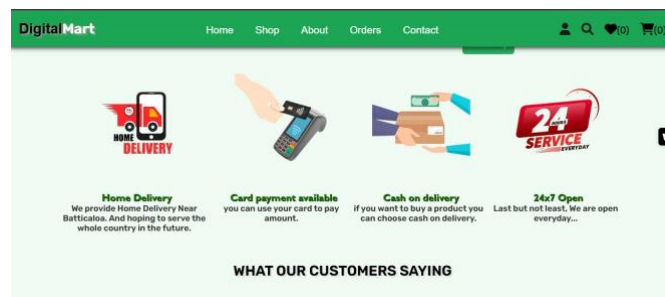 DigitalMart Home Shop About Orders Contact (0) (0)
HOME
DELIVERY
24 HOURS
SERVICE
EVERYDAY
Home Delivery
We provide Home Delivery Near
Batticaloa. And hoping to serve the
whole country in the future.
Card payment available
you can use your card to pay
amount.
Cash on delivery
if you want to buy a product you
can choose cash on delivery.
24x7 Open
Last but not least, We are open
everyday...
WHAT OUR CUSTOMERS SAYING